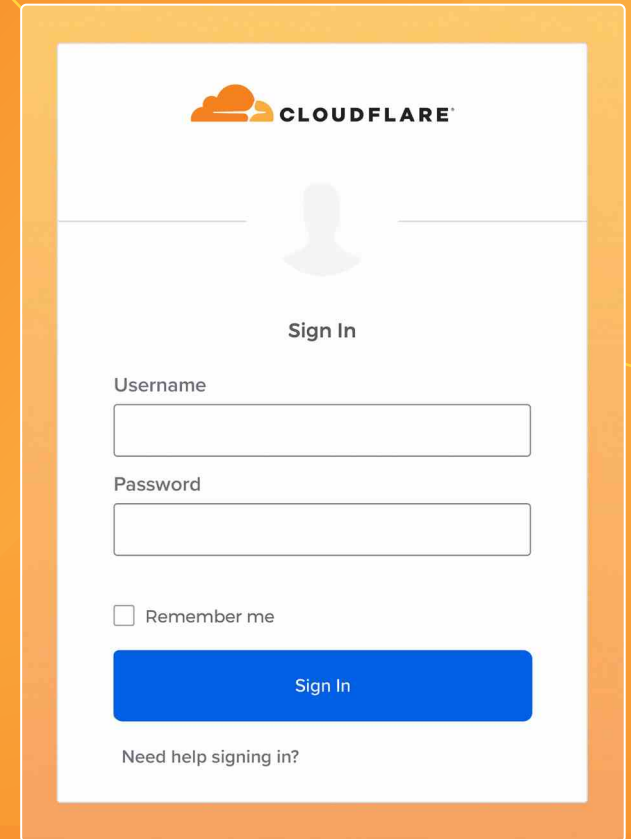 CLOUDFLARE
Sign In
Username
Password
Remember me
Sign In
Need help signing in?